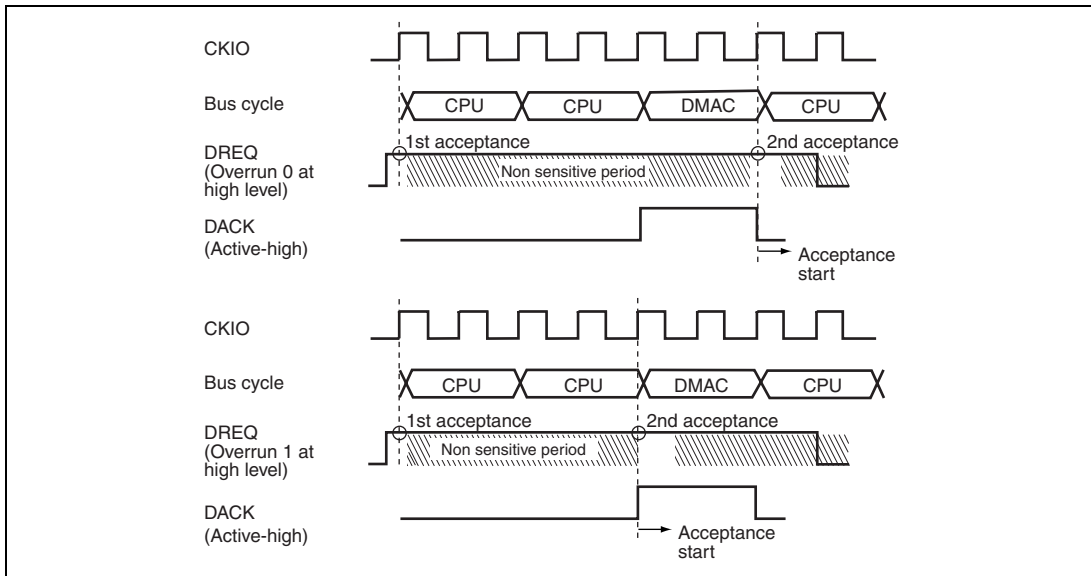 CKIO
Bus cycle
CPU CPU DMAC CPU
1st acceptance 2nd acceptance
DREQ
(Overrun 0 at
high level)
Non sensitive period
DACK
(Active-high)
Acceptance
start
CKIO
Bus cycle
CPU CPU DMAC CPU
1st acceptance 2nd acceptance
DREQ
(Overrun 1 at
high level)
Non sensitive period
DACK
(Active-high)
Acceptance
start